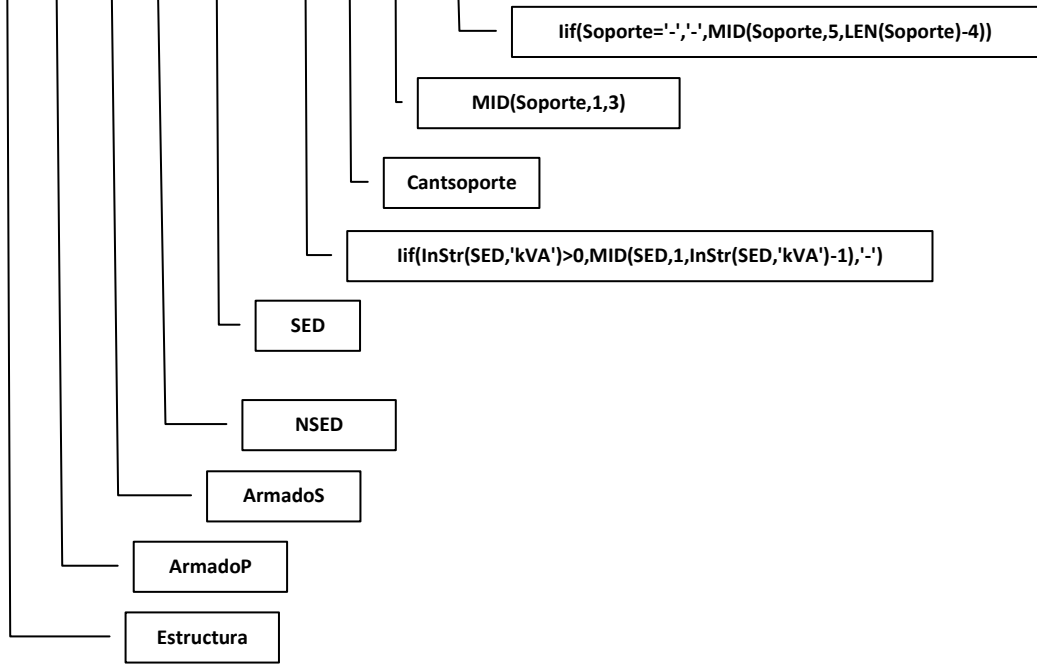 Iif(Soporte='-','-',MID(Soporte,5,LEN(Soporte)-4))
MID(Soporte,1,3)
Cantsoporte
Iif(InStr(SED,'kVA')>0,MID(SED,1,InStr(SED,'kVA')-1),'-')
SED
NSED
ArmadoS
ArmadoP
Estructura